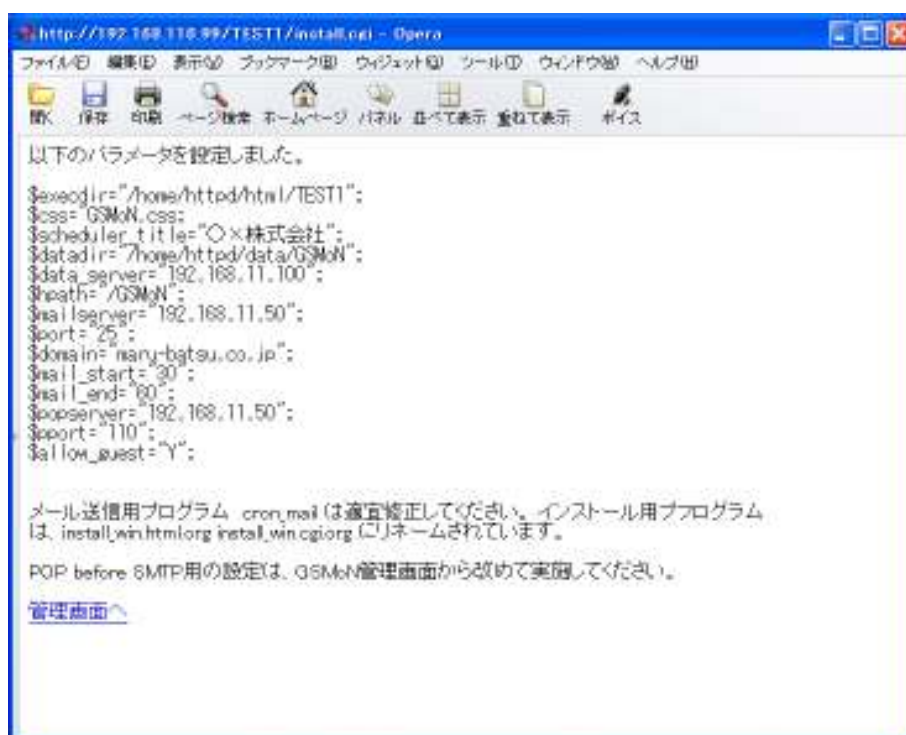 http://192.168.110.99/TEST1/install.cgi - Opera
ファイル(F) 編集(E) 表示(V) ブックマーク(B) ウィジェット(G) ツール(T) ウィンドウ(W) ヘルプ(H)
開く 保存 印刷 ページ検索 ホームページ パネル 並べて表示 重ねて表示 ボイス
以下のパラメータを設定しました。
$execdir="/home/httpd/html/TEST1";
$css="GSMoN.css;
$scheduler_title="○×株式会社";
$datadir="/home/httpd/data/GSMoN";
$data_server="192.168.11.100";
$hpath="/GSMoN";
$mailserver="192.168.11.50";
$port="25";
$domain="maru-batsu.co.jp";
$mail_start="30";
$mail_end="60";
$popserver="192.168.11.50";
$pport="110";
$allow_guest="Y";
メール送信用プログラム cron_mail は適宜修正してください。インストール用プフログラム
は、install_win.htmlorg install_win.cgiorg にリネームされています。
POP before SMTP用の設定は、GSMoN管理画面から改めて実施してください。
管理画面へ